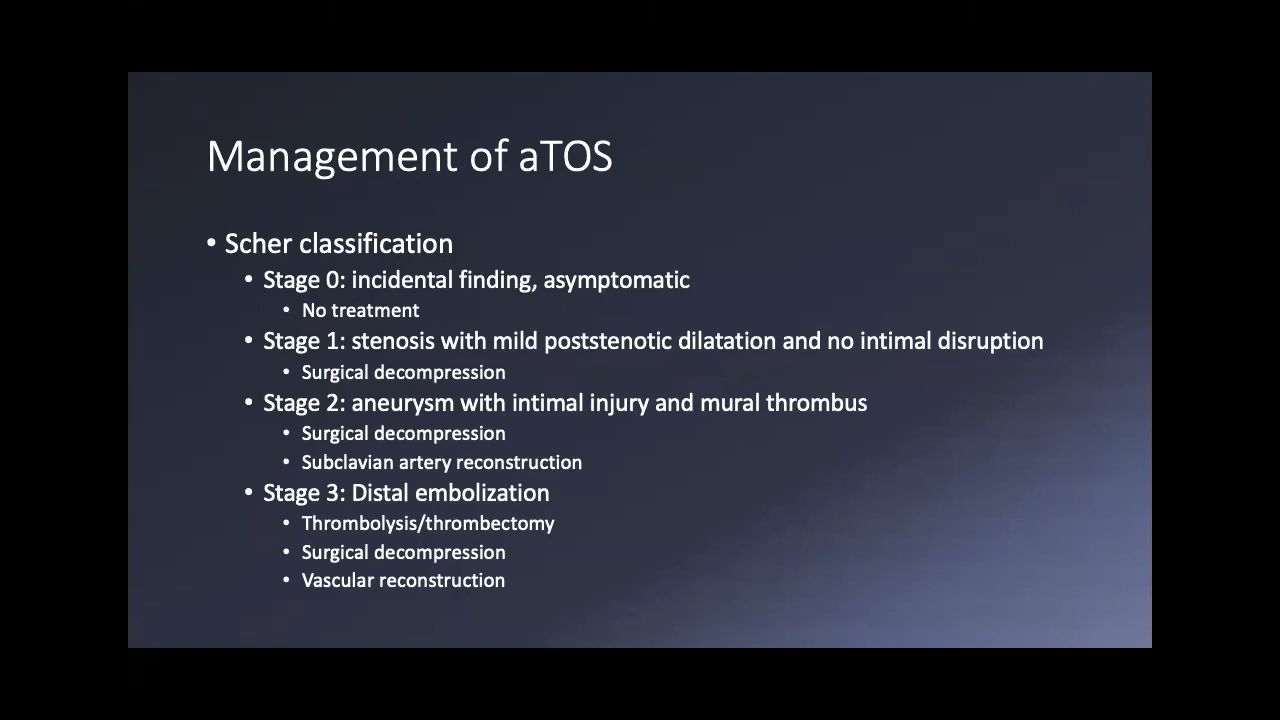 Management of aTOS
• Scher classification
• Stage 0: incidental finding, asymptomatic
• No treatment
• Stage 1: stenosis with mild poststenotic dilatation and no intimal disruption
• Surgical decompression
• Stage 2: aneurysm with intimal injury and mural thrombus
• Surgical decompression
• Subclavian artery reconstruction
• Stage 3: Distal embolization
• Thrombolysis/thrombectomy
• Surgical decompression
• Vascular reconstruction